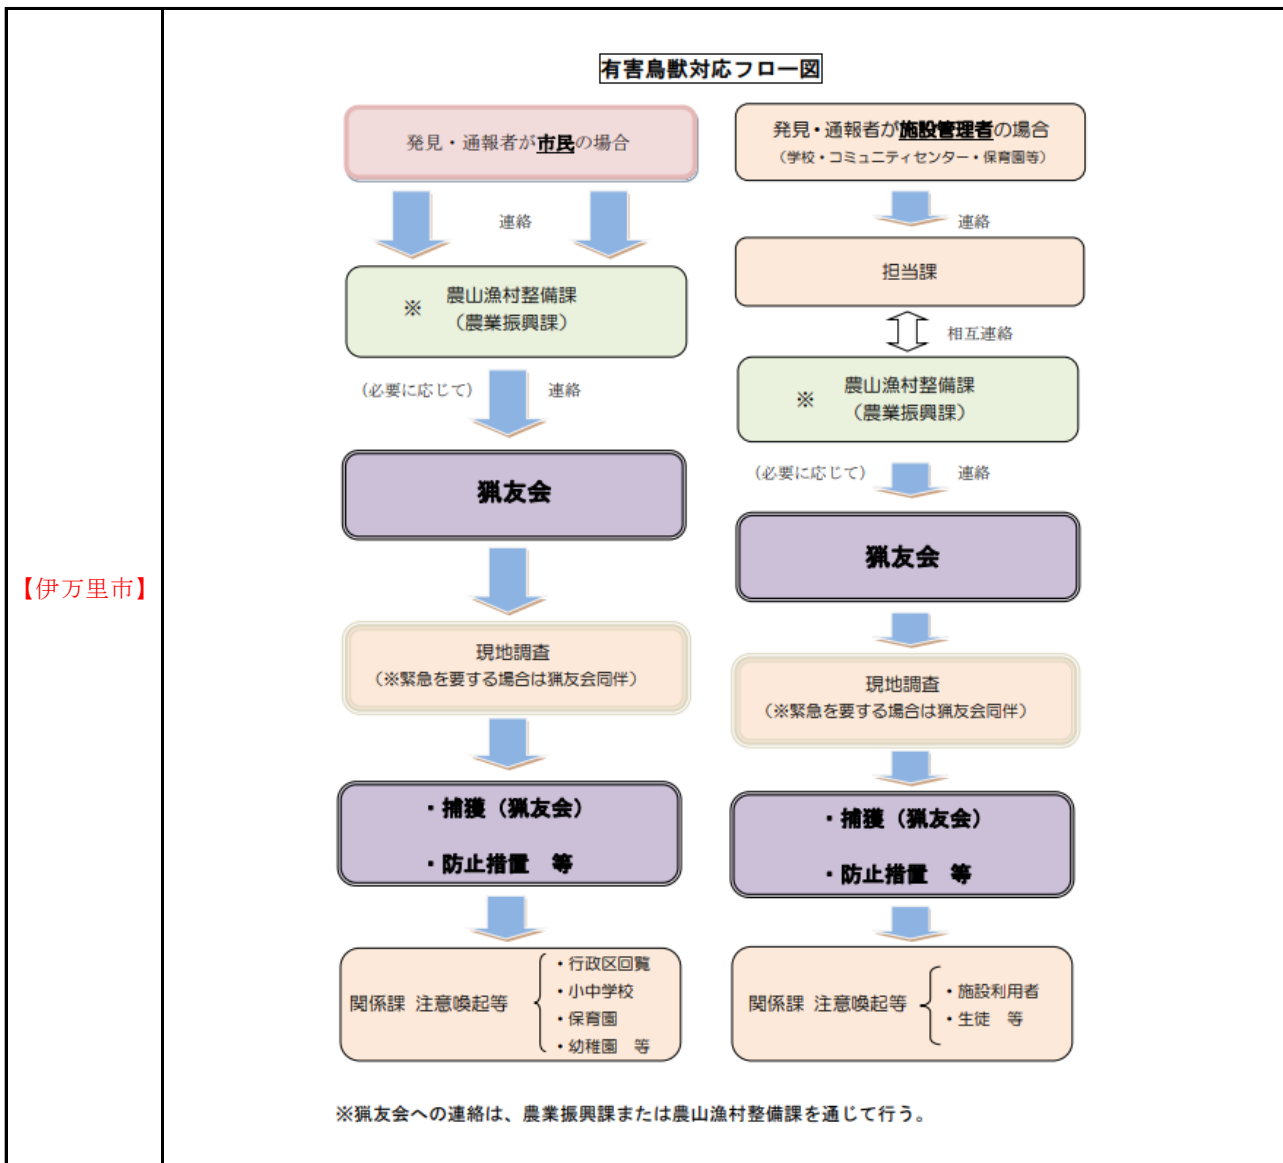 【伊万里市】
有害鳥獣対応フロー図
発見・通報者が市民の場合
連絡
※
農山漁村整備課
（農業振興課）
（必要に応じて）
連絡
猟友会
現地調査
（※緊急を要する場合は猟友会同伴）
・捕獲（猟友会）
・防止措置　等
関係課 注意喚起等
・行政区回覧
・小中学校
・保育園
・幼稚園　等
発見・通報者が施設管理者の場合
（学校・コミュニティセンター・保育園等）
連絡
担当課
相互連絡
※
農山漁村整備課
（農業振興課）
（必要に応じて）
連絡
猟友会
現地調査
（※緊急を要する場合は猟友会同伴）
・捕獲（猟友会）
・防止措置　等
関係課 注意喚起等
・施設利用者
・生徒　等
※猟友会への連絡は、農業振興課または農山漁村整備課を通じて行う。